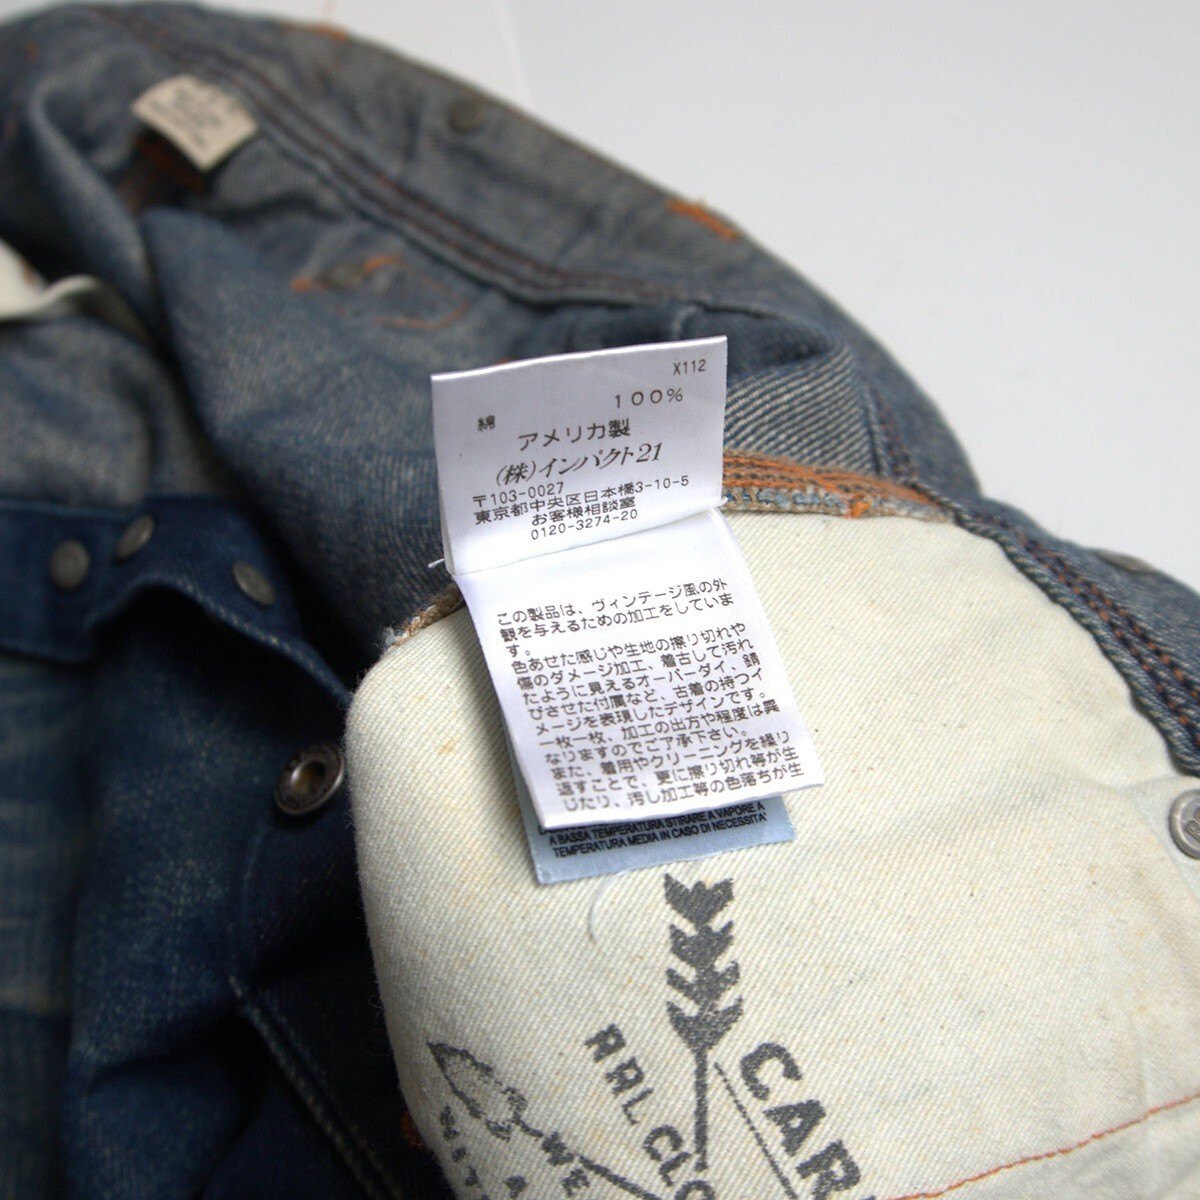 X112
綿 100%
アメリカ製
(株)インパクト21
〒103-0027
東京都中央区日本橋3-10-5
お客様相談室
0120-3274-20
この製品は、ヴィンテージ風の外
観を与えるための加工をしていま
す。
色あせた感じや生地の擦り切れや
傷のダメージ加工、着古して汚れ
たように見えるオーバーダイ、錆
びさせた付属など、古着の持つイ
メージを表現したデザインです。
一枚一枚、加工の出方や程度は異
なりますのでご了承下さい。
また、着用やクリーニングを繰り
返すことで、更に擦り切れ等が生
じたり、汚し加工等の色落ちが生
A BASSA TEMPERATURA STIRARE A VAPORE A
TEMPERATURA MEDIA IN CASO DI NECESSITA'
RRL CLO
CAR
WE